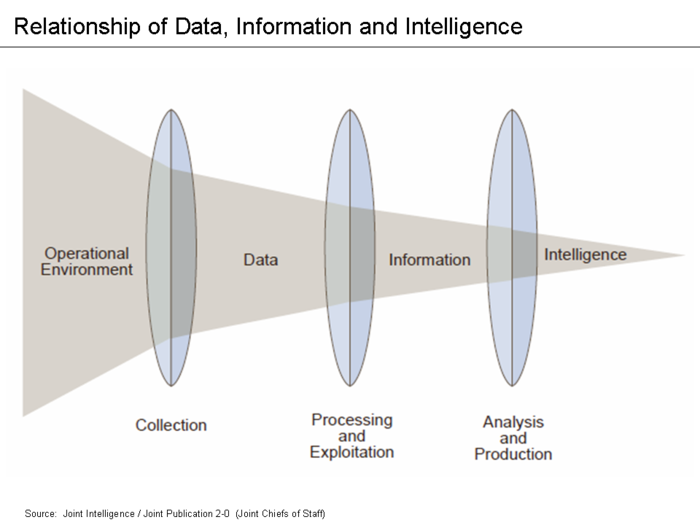 Relationship of Data, Information and Intelligence
Operational
Environment
Data
Information
Intelligence
Collection
Processing
and
Exploitation
Analysis
and
Production
Source:  Joint Intelligence / Joint Publication 2-0  (Joint Chiefs of Staff)